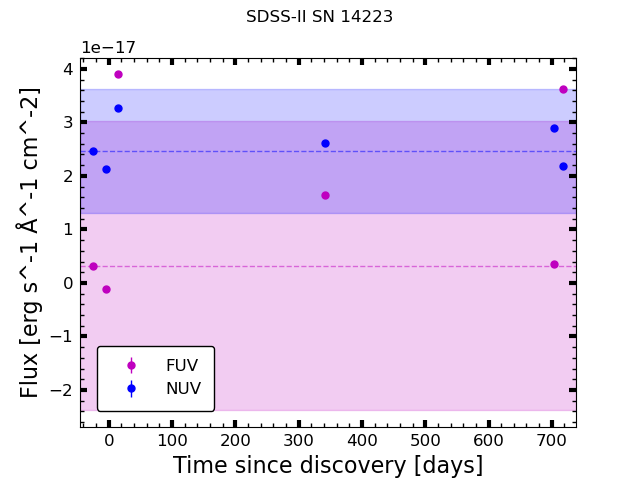 SDSS-II SN 14223
1e−17
4
3
2
1
0
−1
−2
Flux [erg s^-1 Å^-1 cm^-2]
FUV
NUV
0 100 200 300 400 500 600 700
Time since discovery [days]